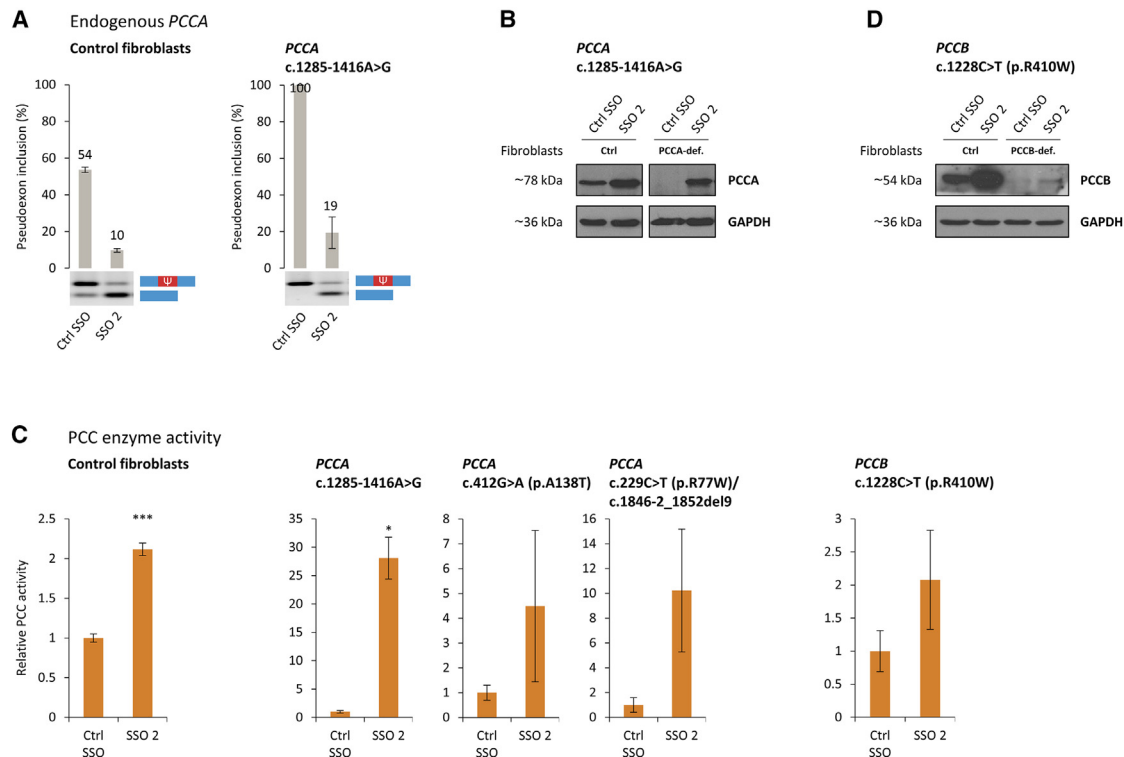 A
Endogenous PCCA
Control fibroblasts
Pseudoexon inclusion (%)
100
80
60
40
20
0
54
10
Ψ
Ctrl SSO
SSO 2
PCCA
c.1285-1416A>G
Pseudoexon inclusion (%)
100
80
60
40
20
0
100
19
Ψ
Ctrl SSO
SSO 2
B
PCCA
c.1285-1416A>G
Ctrl SSO
SSO 2
Ctrl SSO
SSO 2
Fibroblasts
Ctrl
PCCA-def.
~78 kDa
PCCA
~36 kDa
GAPDH
D
PCCB
c.1228C>T (p.R410W)
Ctrl SSO
SSO 2
Ctrl SSO
SSO 2
Fibroblasts
Ctrl
PCCB-def.
~54 kDa
PCCB
~36 kDa
GAPDH
C
PCC enzyme activity
Control fibroblasts
Relative PCC activity
2.5
2
1.5
1
0.5
0
***
Ctrl
SSO
SSO 2
PCCA
c.1285-1416A>G
35
30
25
20
15
10
5
0
*
Ctrl
SSO
SSO 2
PCCA
c.412G>A (p.A138T)
8
7
6
5
4
3
2
1
0
Ctrl
SSO
SSO 2
PCCA
c.229C>T (p.R77W)/
c.1846-2_1852del9
16
14
12
10
8
6
4
2
0
Ctrl
SSO
SSO 2
PCCB
c.1228C>T (p.R410W)
3
2.5
2
1.5
1
0.5
0
Ctrl
SSO
SSO 2